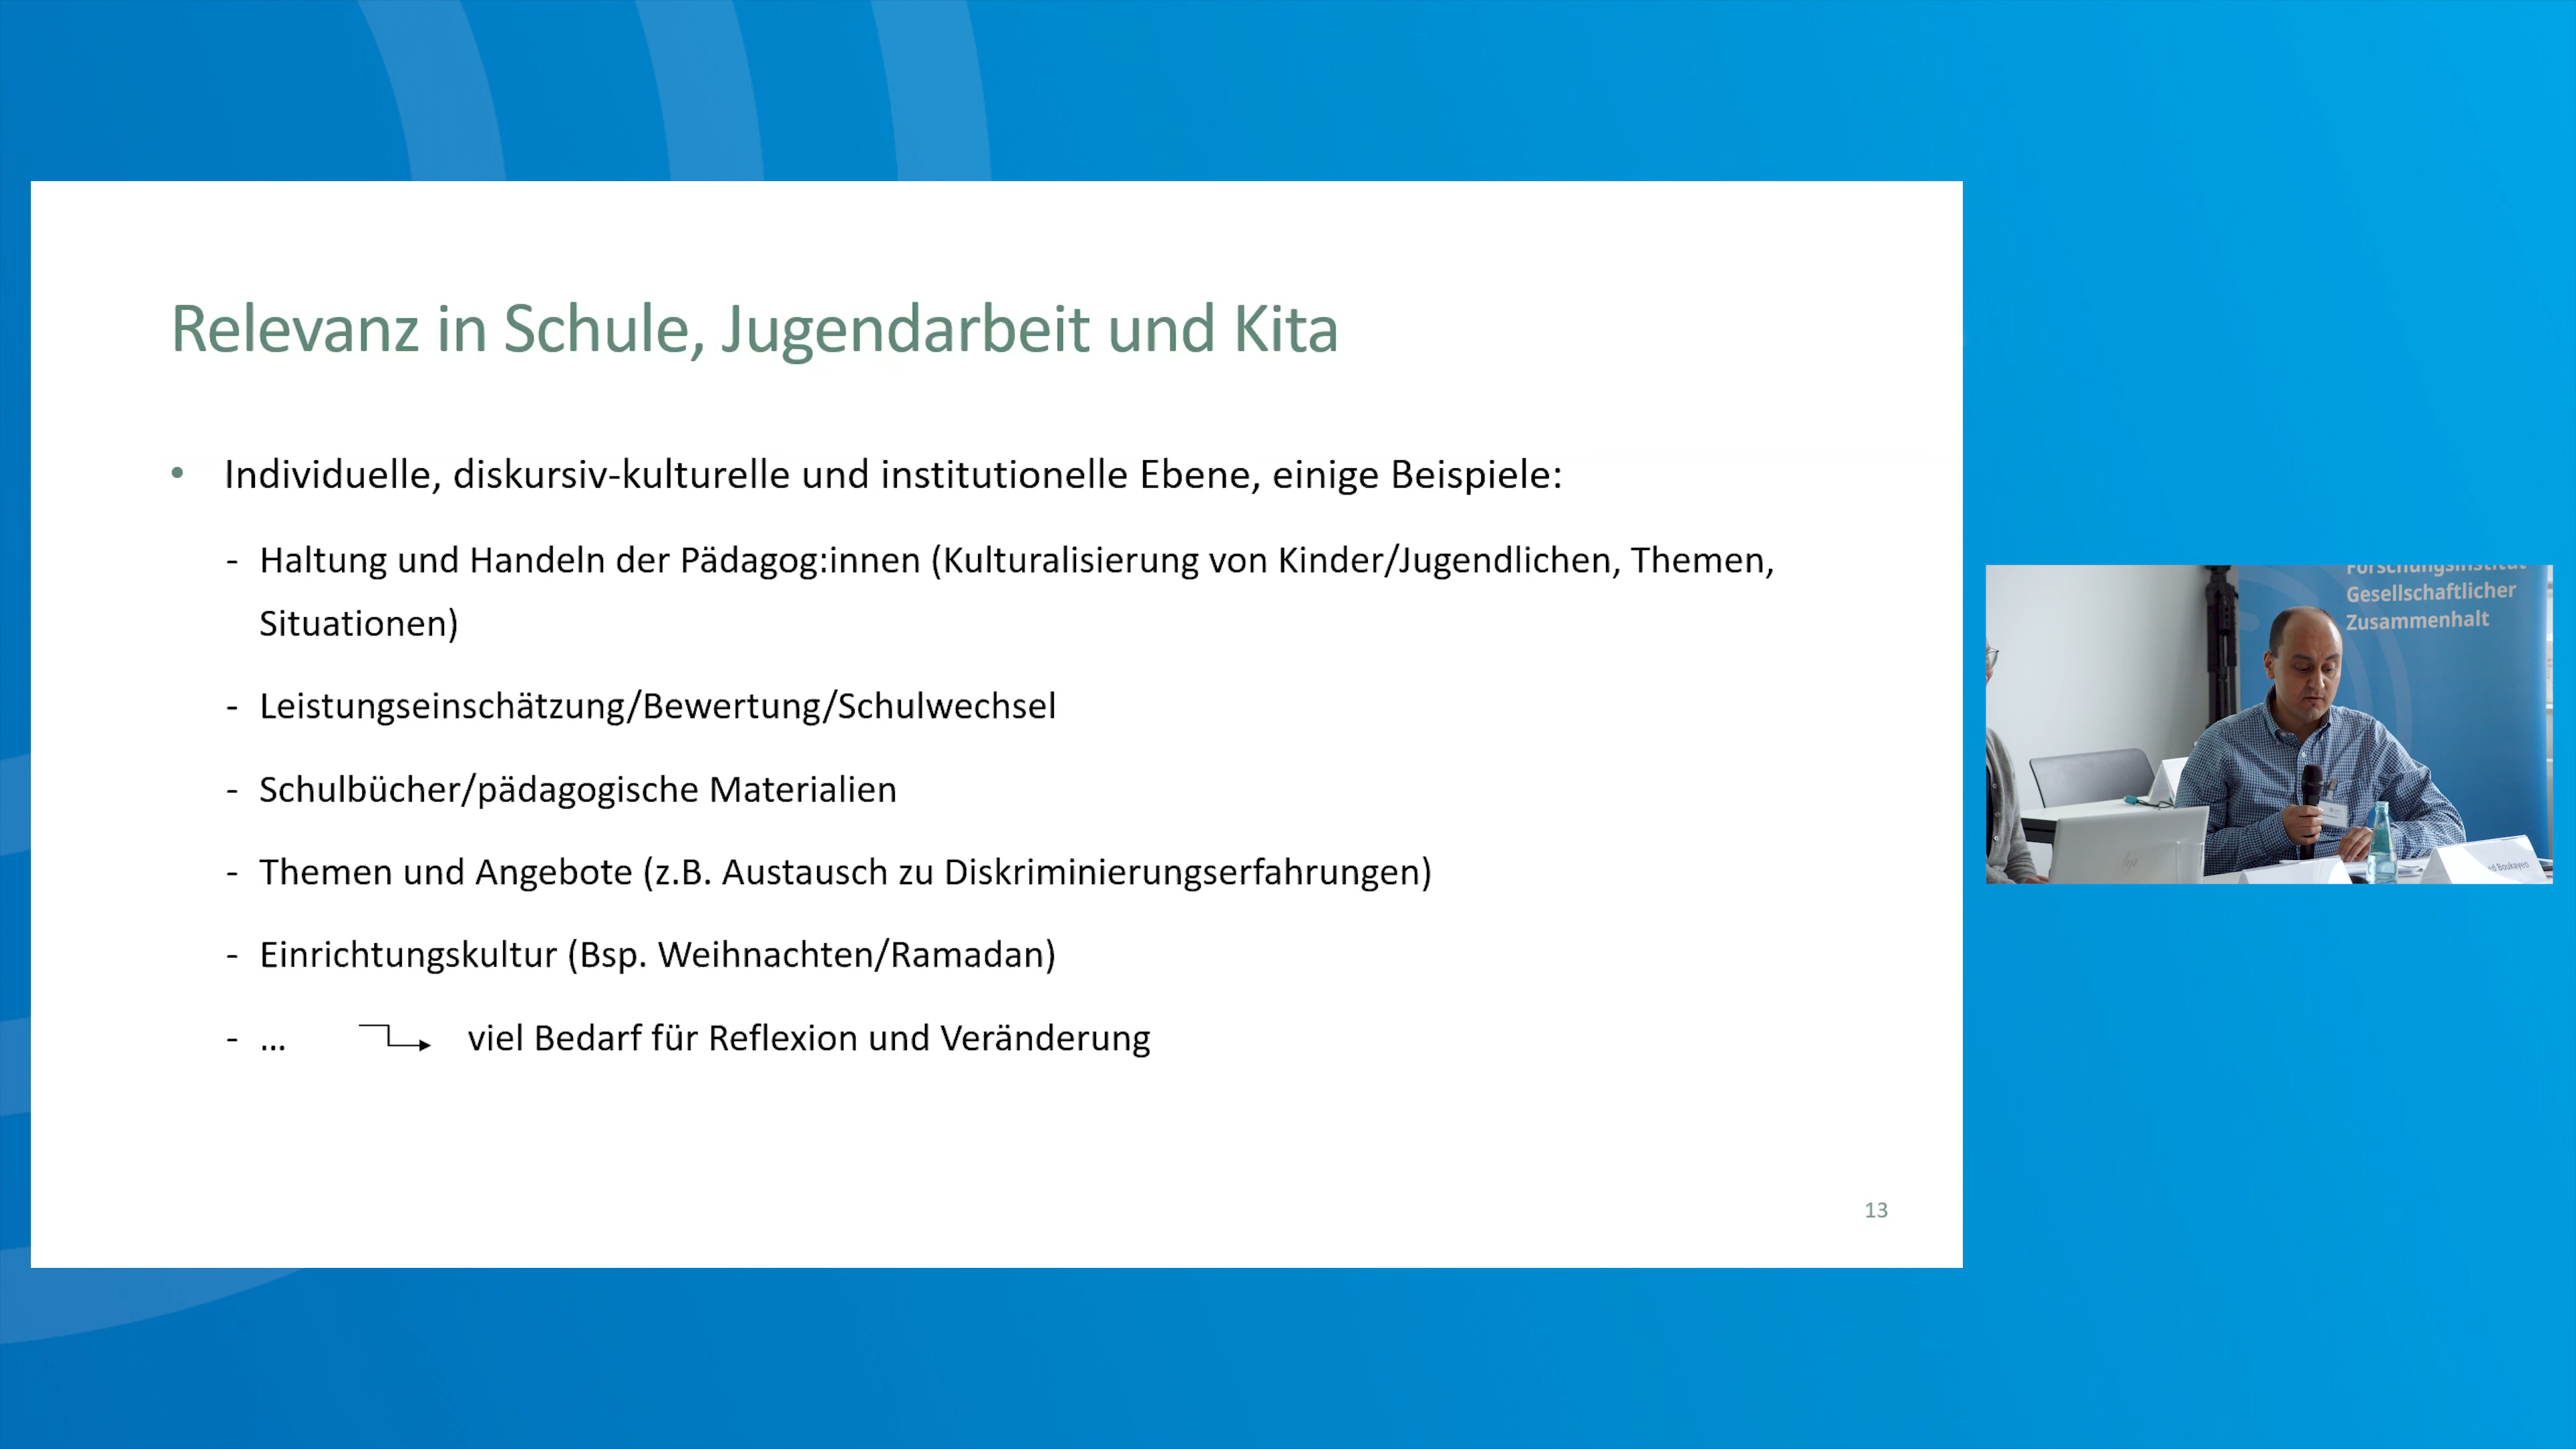 Relevanz in Schule, Jugendarbeit und Kita
• Individuelle, diskursiv-kulturelle und institutionelle Ebene, einige Beispiele:
- Haltung und Handeln der Pädagog:innen (Kulturalisierung von Kinder/Jugendlichen, Themen,
Situationen)
- Leistungseinschätzung/Bewertung/Schulwechsel
- Schulbücher/pädagogische Materialien
- Themen und Angebote (z.B. Austausch zu Diskriminierungserfahrungen)
- Einrichtungskultur (Bsp. Weihnachten/Ramadan)
- ... viel Bedarf für Reflexion und Veränderung
13
Forschungsinstitut
Gesellschaftlicher
Zusammenhalt
hp